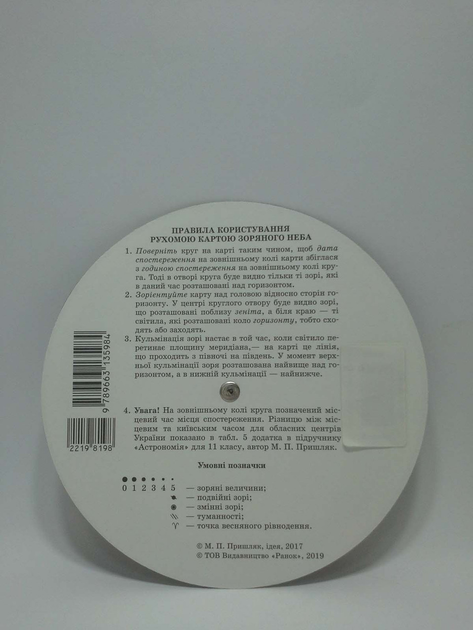 ПРАВИЛА КОРИСТУВАННЯ
РУХОМОЮ КАРТОЮ ЗОРЯНОГО НЕБА
1. Поверніть круг на карті таким чином, щоб дата
спостереження на зовнішньому колі карти збіглася
з годиною спостереження на зовнішньому колі кру-
га. Тоді в отворі круга буде видно тільки ті зорі, які
в даний час розташовані над горизонтом.
2. Зорієнтуйте карту над головою відносно сторін го-
ризонту. У центрі круглого отвору буде видно зорі,
що розташовані поблизу зеніта, а біля краю — ті
світила, які розташовані коло горизонту, тобто схо-
дять або заходять.
3. Кульмінація зорі настає в той час, коли світило пе-
ретинає площину меридіана,— на карті це лінія,
що проходить з півночі на південь. У момент верх-
ньої кульмінації зоря розташована найвище над го-
ризонтом, а в нижній кульмінації — найнижче.
4. Увага! На зовнішньому колі круга позначений міс-
цевий час місця спостереження. Різницю між міс-
цевим та київським часом для обласних центрів
України показано в табл. 5 додатка в підручнику
«Астрономія» для 11 класу, автор М. П. Пришляк.
Умовні позначки
0 1 2 3 4 5 — зоряні величини;
— подвійні зорі;
— змінні зорі;
— туманності;
— точка весняного рівнодення.
© М. П. Пришляк, ідея, 2017
© ТОВ Видавництво «Ранок», 2019
9 789663 135984
2219 8198